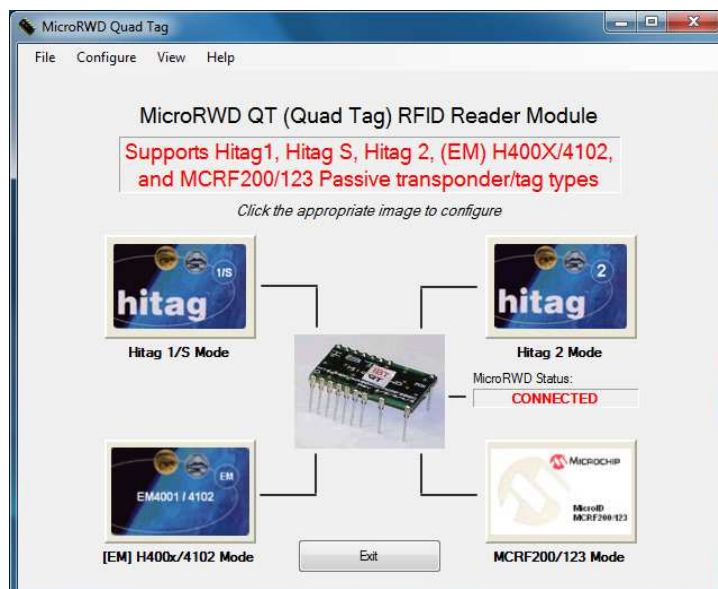 MicroRWD Quad Tag
File Configure View Help
MicroRWD QT (Quad Tag) RFID Reader Module
Supports Hitag1, Hitag S, Hitag 2, (EM) H400X/4102,
and MCRF200/123 Passive transponder/tag types
Click the appropriate image to configure
1/S
hitag
Hitag 1/S Mode
2
hitag
Hitag 2 Mode
MicroRWD Status:
CONNECTED
EM
EM4001 / 4102
[EM] H400x/4102 Mode
MICROCHIP
MicroID
MCRF200/123
MCRF200/123 Mode
Exit